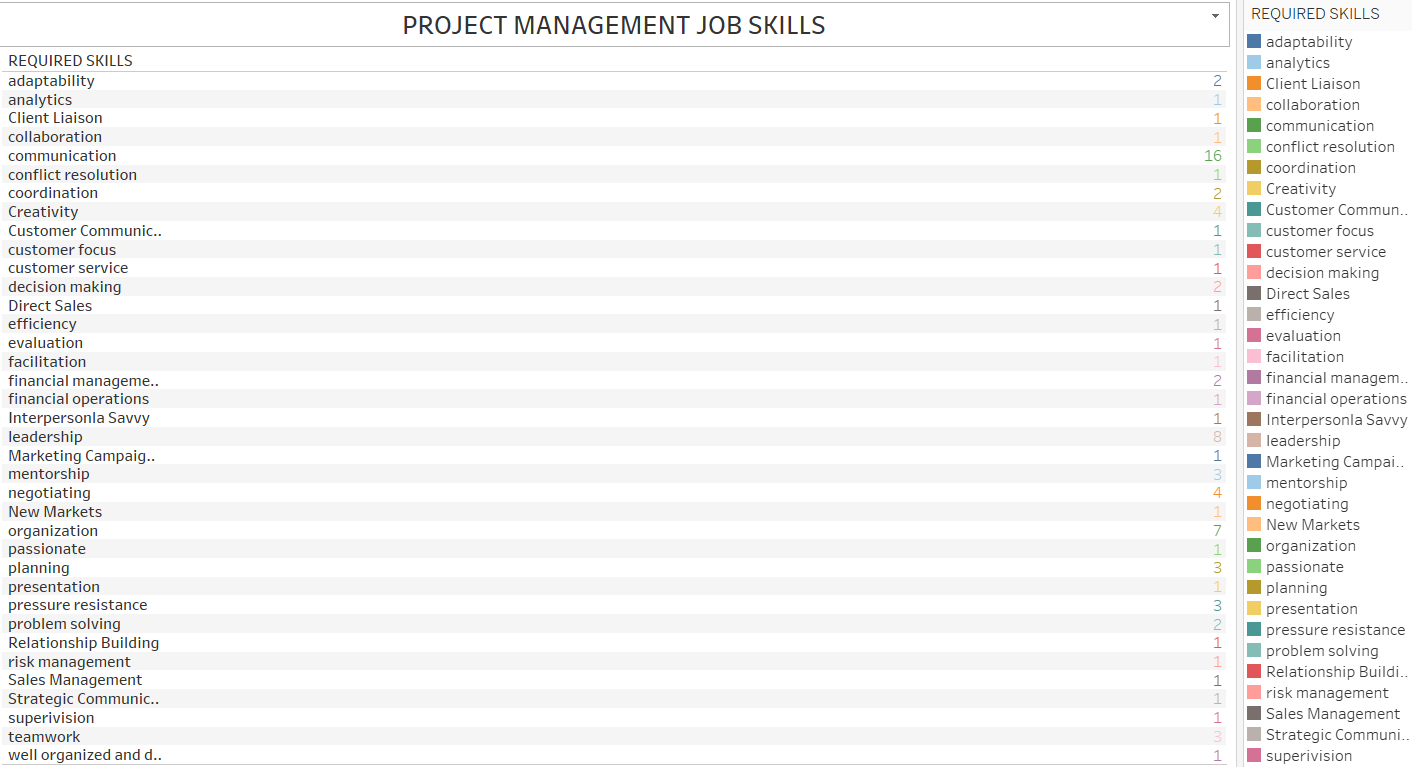 PROJECT MANAGEMENT JOB SKILLS
REQUIRED SKILLS
adaptability 2
analytics 1
Client Liaison 1
collaboration 1
communication 16
conflict resolution 1
coordination 2
Creativity 4
Customer Communic.. 1
customer focus 1
customer service 1
decision making 2
Direct Sales 1
efficiency 1
evaluation 1
facilitation 1
financial manageme.. 2
financial operations 1
Interpersonla Savvy 1
leadership 8
Marketing Campaig.. 1
mentorship 3
negotiating 4
New Markets 1
organization 7
passionate 1
planning 3
presentation 1
pressure resistance 3
problem solving 2
Relationship Building 1
risk management 1
Sales Management 1
Strategic Communic.. 1
superivision 1
teamwork 3
well organized and d.. 1
REQUIRED SKILLS
adaptability
analytics
Client Liaison
collaboration
communication
conflict resolution
coordination
Creativity
Customer Commun..
customer focus
customer service
decision making
Direct Sales
efficiency
evaluation
facilitation
financial managem..
financial operations
Interpersonla Savvy
leadership
Marketing Campai..
mentorship
negotiating
New Markets
organization
passionate
planning
presentation
pressure resistance
problem solving
Relationship Buildi..
risk management
Sales Management
Strategic Communi..
superivision